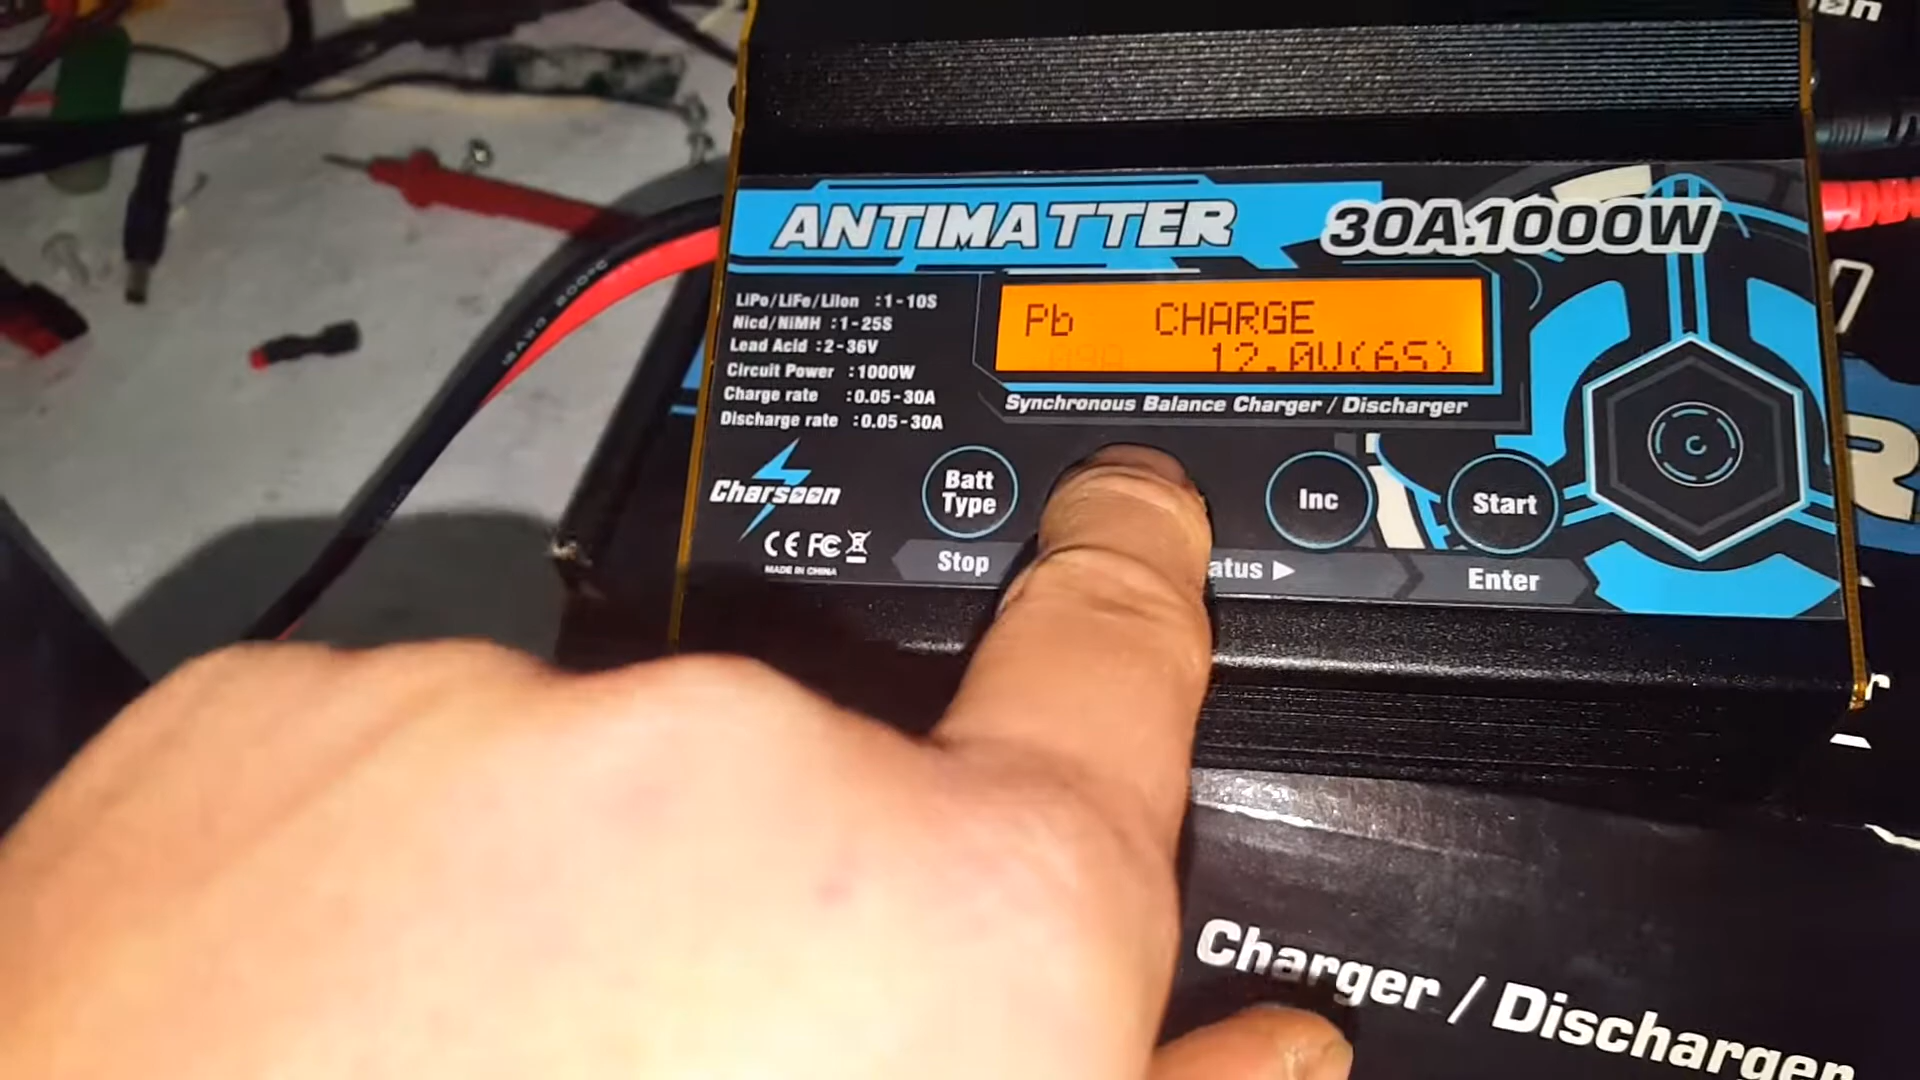 ANTIMATTER
30A.1000W
LiPo/LiFe/LiIon :1-10S
Nicd/NiMH :1-25S
Lead Acid :2-36V
Circuit Power :1000W
Charge rate :0.05-30A
Discharge rate :0.05-30A
Pb CHARGE
12.0V(6S)
Synchronous Balance Charger / Discharger
Charsoon
CE FC
MADE IN CHINA
Batt
Type
Inc
Start
Stop
atus ▶
Enter
Charger / Discharger